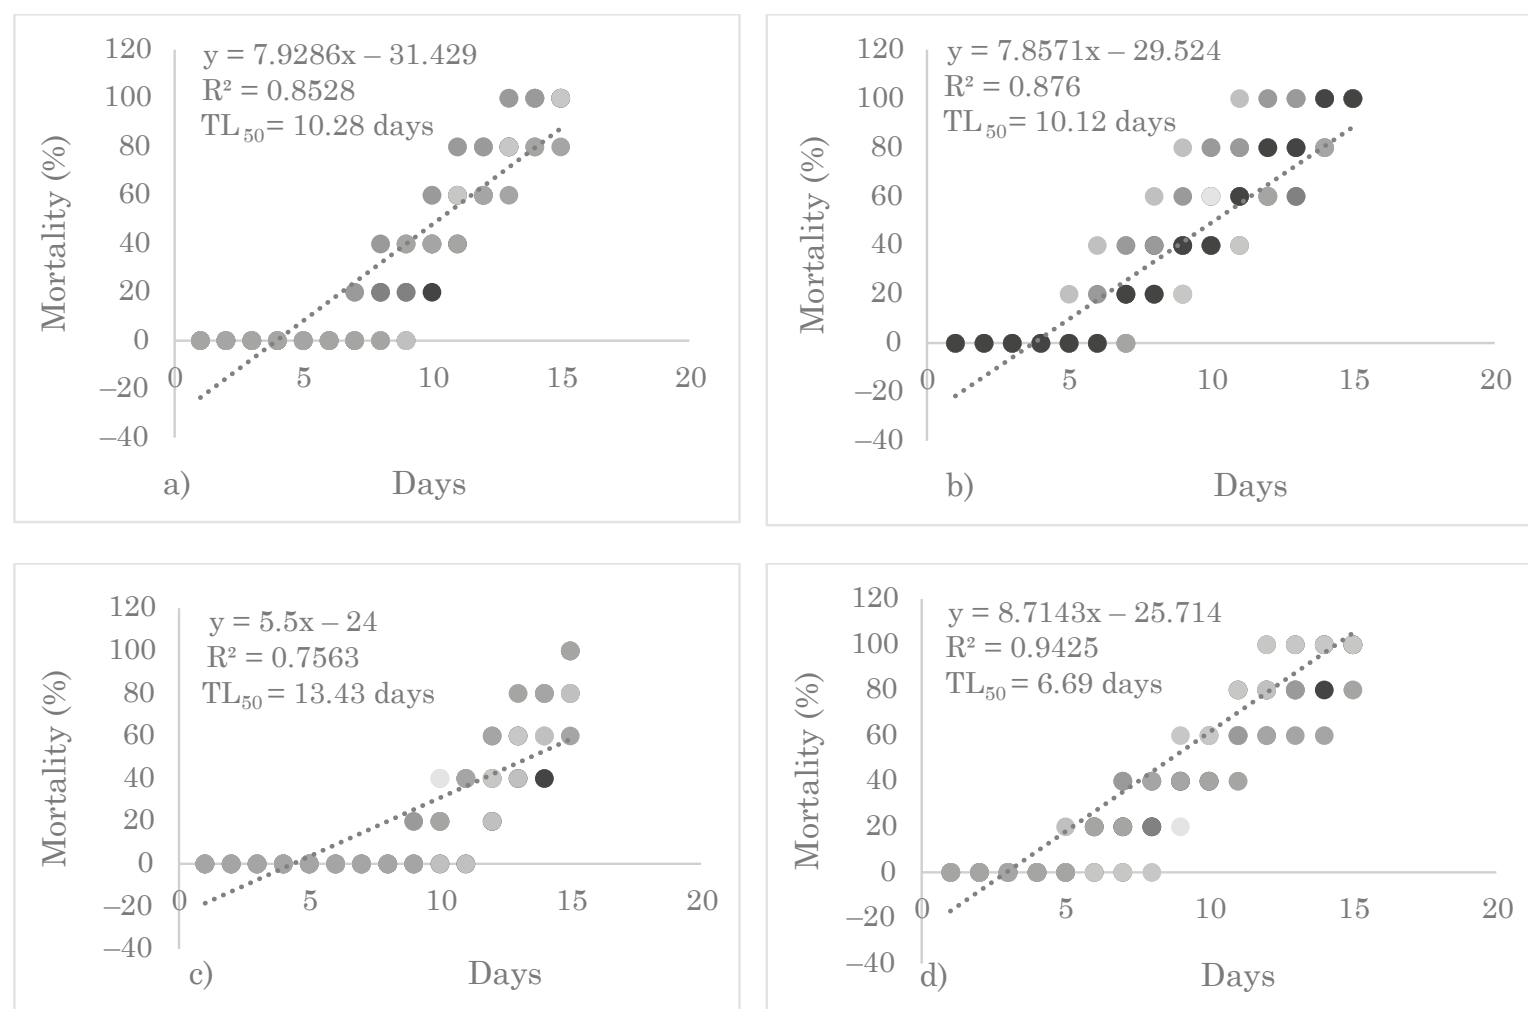 y = 7.9286x – 31.429
R² = 0.8528
TL50= 10.28 days
120
100
80
60
40
20
0
–20
–40
0 5 10 15 20
Mortality (%)
Days
a)
y = 7.8571x – 29.524
R² = 0.876
TL50= 10.12 days
120
100
80
60
40
20
0
–20
–40
0 5 10 15 20
Mortality (%)
Days
b)
y = 5.5x – 24
R² = 0.7563
TL50 = 13.43 days
120
100
80
60
40
20
0
–20
–40
0 5 10 15 20
Mortality (%)
Days
c)
y = 8.7143x – 25.714
R² = 0.9425
TL50 = 6.69 days
120
100
80
60
40
20
0
–20
–40
0 5 10 15 20
Mortality (%)
Days
d)